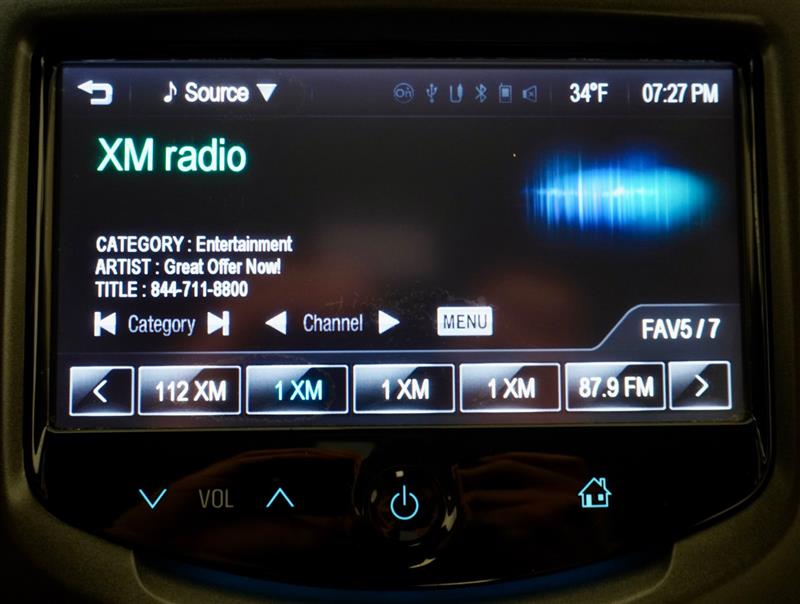 Source 34°F 07:27 PM
XM radio
CATEGORY : Entertainment
ARTIST : Great Offer Now!
TITLE : 844-711-8800
Category Channel MENU FAV5 / 7
112 XM 1 XM 1 XM 1 XM 87.9 FM
VOL